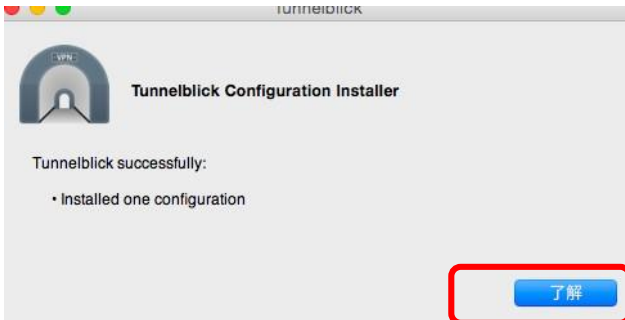 Tunnelblick
VPN
Tunnelblick Configuration Installer
Tunnelblick successfully:
• Installed one configuration
了解